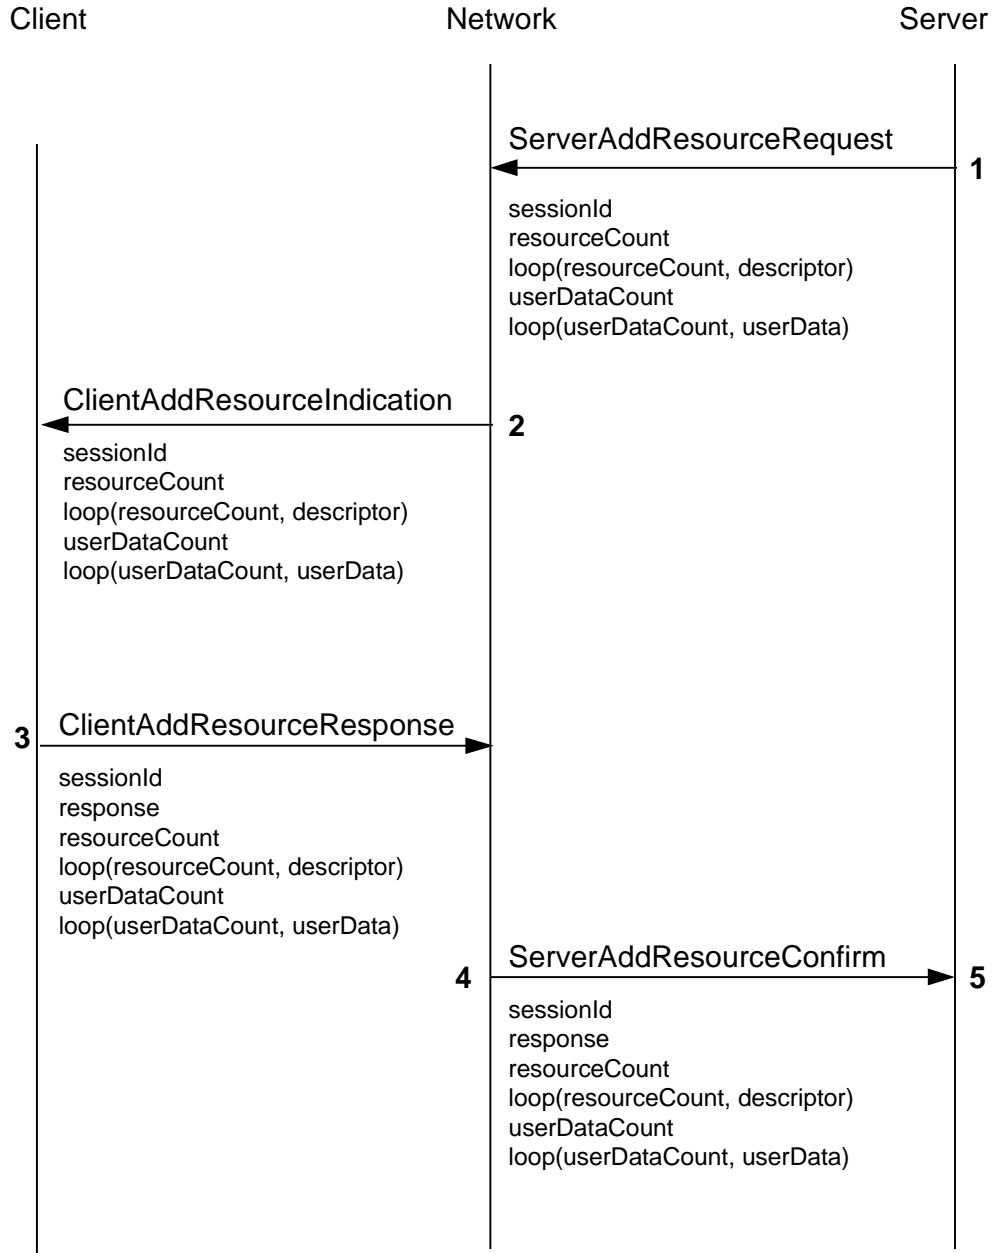 Client Network Server
ServerAddResourceRequest
1
sessionId
resourceCount
loop(resourceCount, descriptor)
userDataCount
loop(userDataCount, userData)
ClientAddResourceIndication
2
sessionId
resourceCount
loop(resourceCount, descriptor)
userDataCount
loop(userDataCount, userData)
3
ClientAddResourceResponse
sessionId
response
resourceCount
loop(resourceCount, descriptor)
userDataCount
loop(userDataCount, userData)
4
ServerAddResourceConfirm
5
sessionId
response
resourceCount
loop(resourceCount, descriptor)
userDataCount
loop(userDataCount, userData)